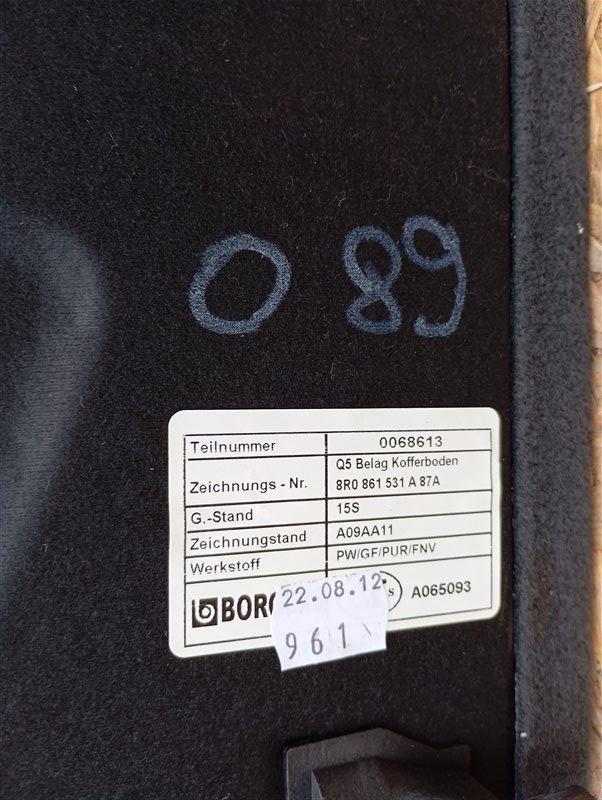 0 89
Teilnummer 0068613
Q5 Belag Kofferboden
Zeichnungs - Nr. 8R0 861 531 A 87A
G.-Stand 15S
Zeichnungstand A09AA11
Werkstoff PW/GF/PUR/FNV
22.08.12
A065093
961